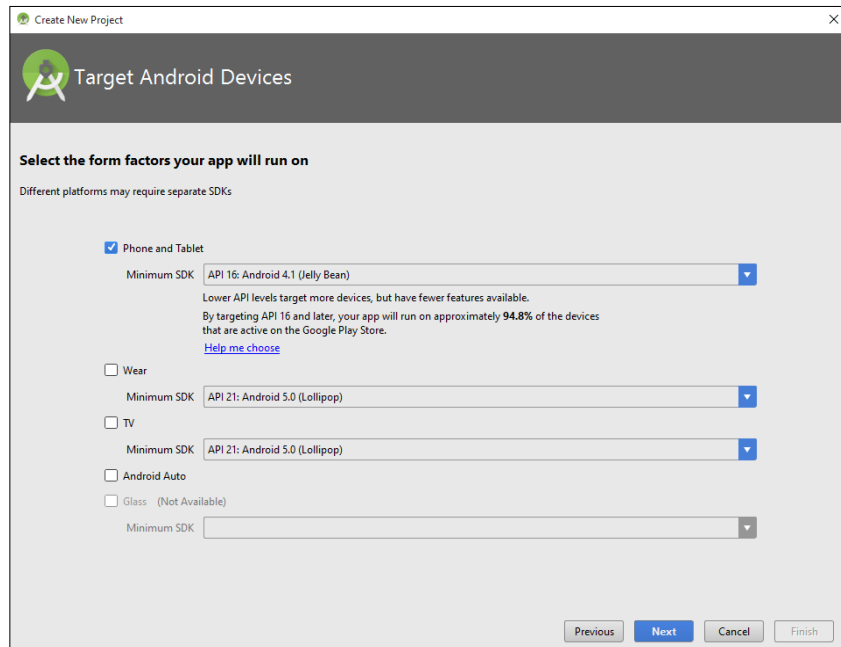 Create New Project
Target Android Devices
Select the form factors your app will run on
Different platforms may require separate SDKs
Phone and Tablet
Minimum SDK API 16: Android 4.1 (Jelly Bean)
Lower API levels target more devices, but have fewer features available.
By targeting API 16 and later, your app will run on approximately 94.8% of the devices
that are active on the Google Play Store.
Help me choose
Wear
Minimum SDK API 21: Android 5.0 (Lollipop)
TV
Minimum SDK API 21: Android 5.0 (Lollipop)
Android Auto
Glass (Not Available)
Minimum SDK
Previous Next Cancel Finish